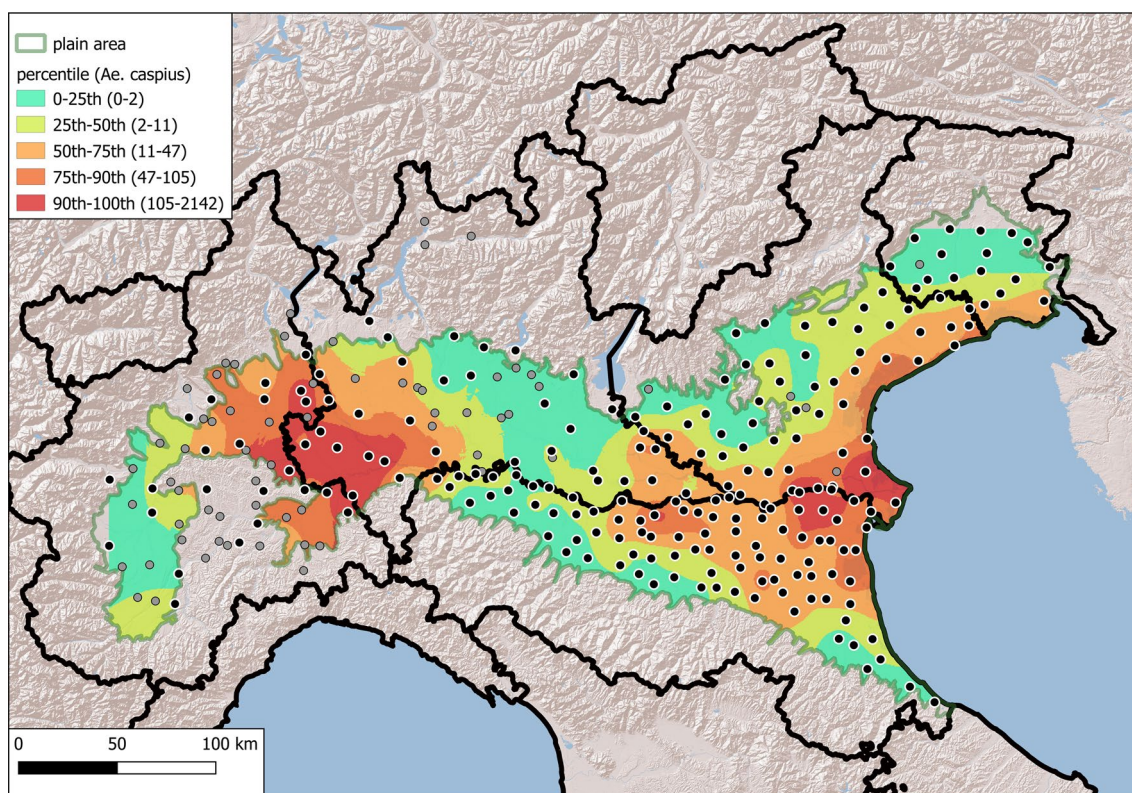 plain area
percentile (Ae. caspius)
0-25th (0-2)
25th-50th (2-11)
50th-75th (11-47)
75th-90th (47-105)
90th-100th (105-2142)
0 50 100 km